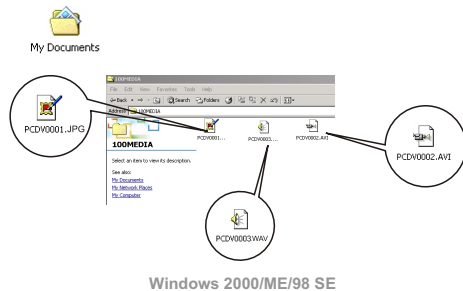 My Documents
100MEDIA
File Edit View Favorites Tools Help
Back Search Folders
Address 100MEDIA
PCDV0001.JPG
PCDV0001...
PCDV0003....
PCDV0002.AVI
PCDV0002.AVI
100MEDIA
Select an item to view its description.
See also:
My Documents
My Network Places
My Computer
PCDV0003.WAV
Windows 2000/ME/98 SE